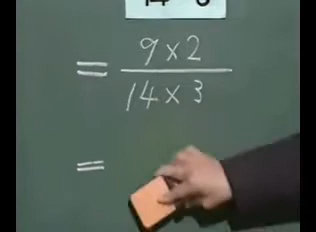 = 9×2
14×3
=